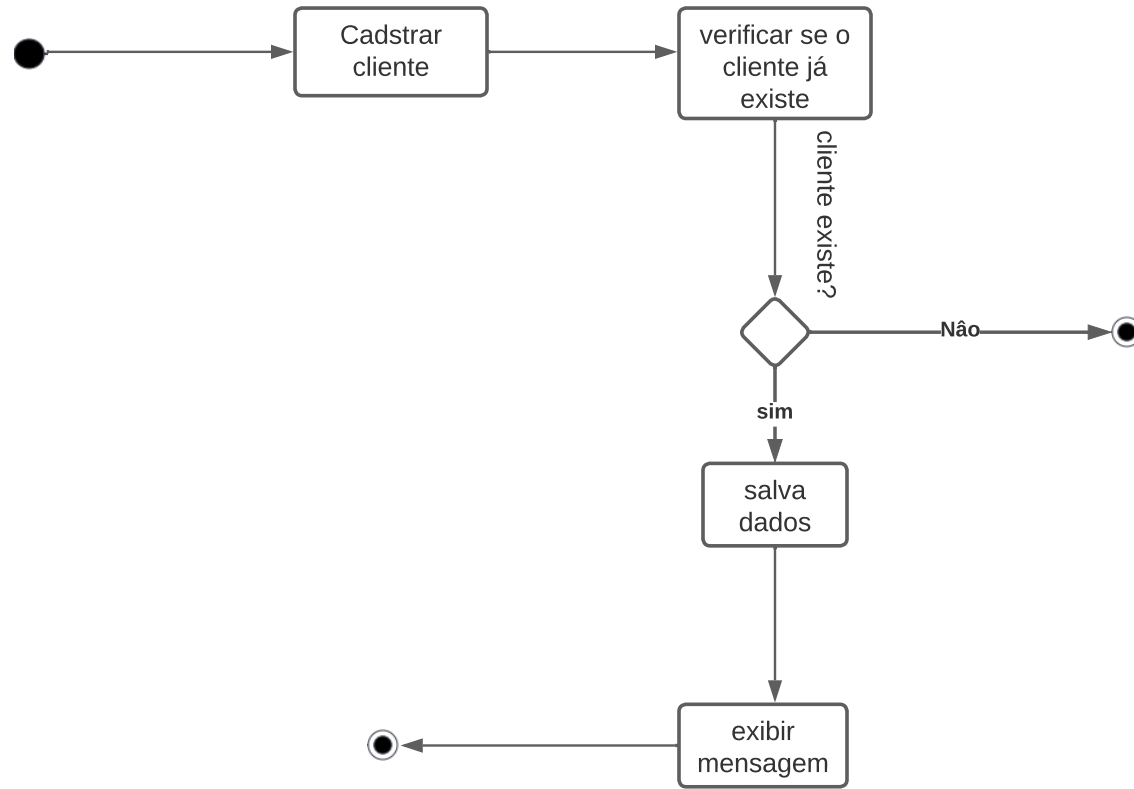 Cadstrar
cliente
verificar se o
cliente já
existe
cliente existe?
Nâo
sim
salva
dados
exibir
mensagem